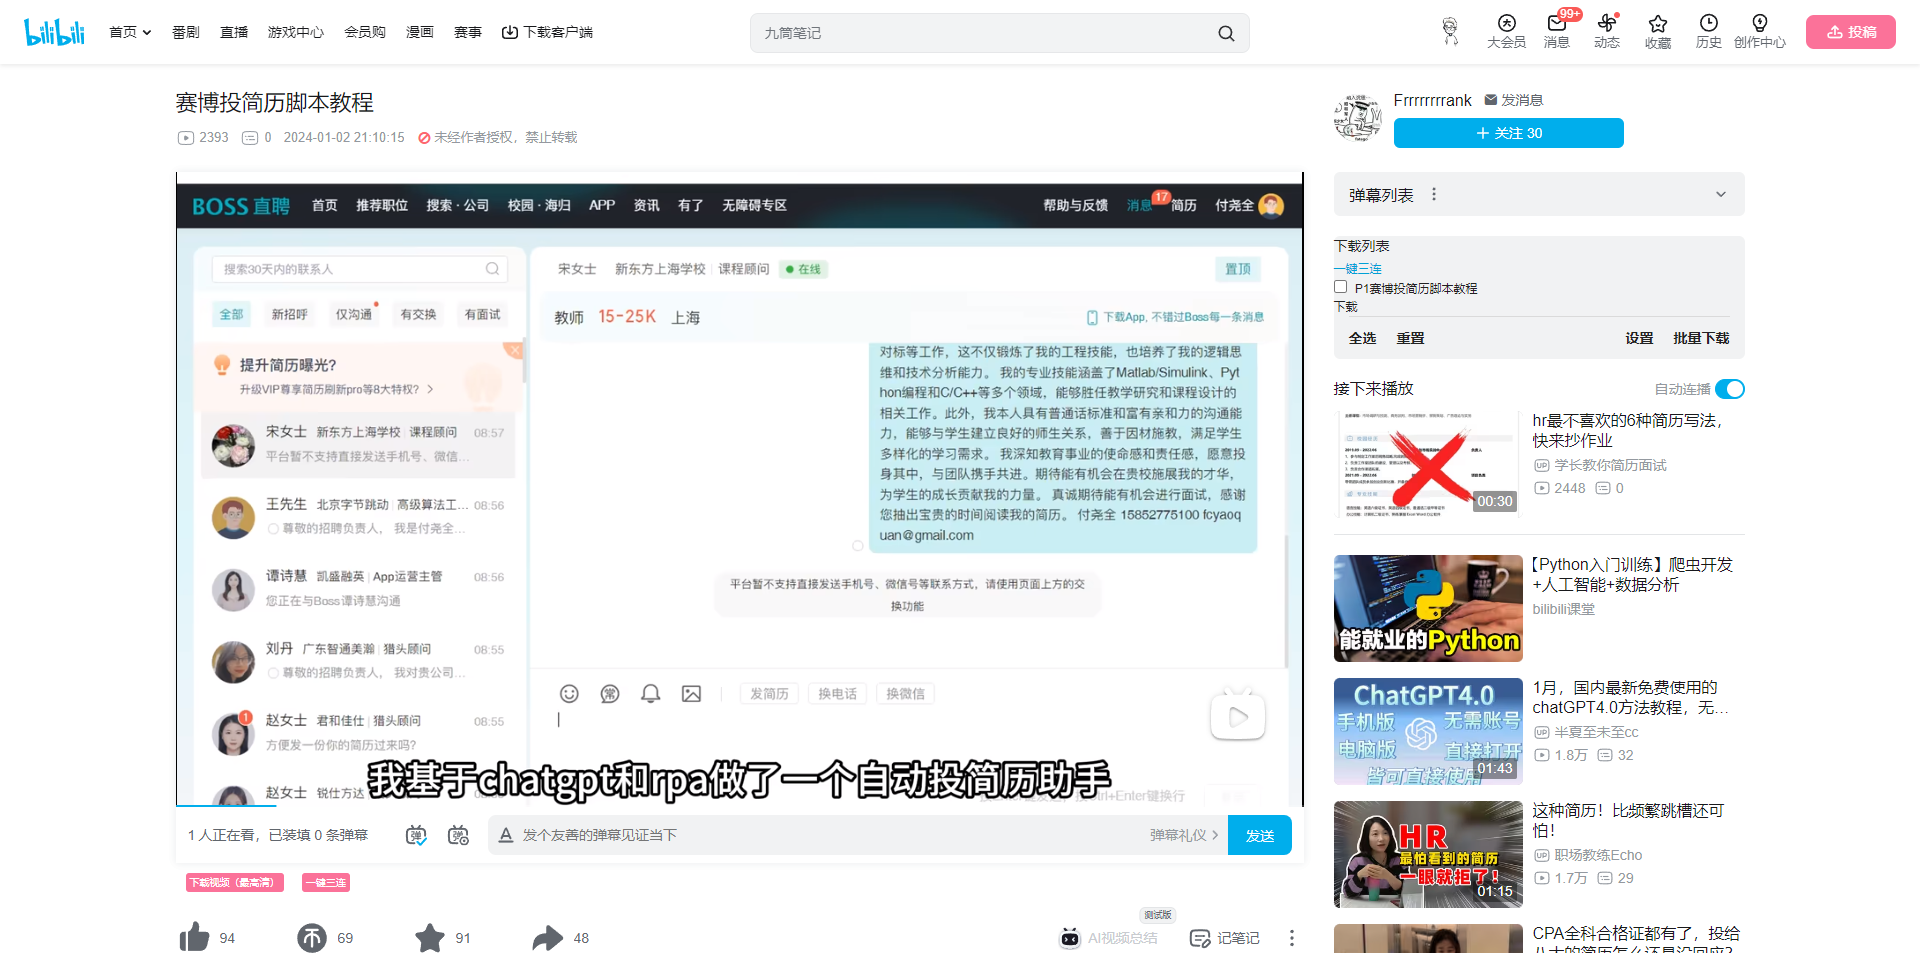 bilibili
首页 番剧 直播 游戏中心 会员购 漫画 赛事 下载客户端
九筒笔记
大会员 消息 99+ 动态 收藏 历史 创作中心 投稿
赛博投简历脚本教程
2393 0 2024-01-02 21:10:15 未经作者授权，禁止转载
BOSS直聘 首页 推荐职位 搜索·公司 校园·海归 APP 资讯 有了 无障碍专区 帮助与反馈 消息 17 简历 付尧全
搜索30天内的联系人
全部 新招呼 仅沟通 有交换 有面试
提升简历曝光?
升级VIP尊享简历刷新pro等8大特权? >
宋女士 新东方上海学校 | 课程顾问 08:57
平台暂不支持直接发送手机号、微信...
王先生 北京字节跳动 | 高级算法工... 08:56
尊敬的招聘负责人， 我是付尧全...
谭诗慧 凯盛融英 | App运营主管 08:56
您正在与Boss谭诗慧沟通
刘丹 广东智通美瀚 | 猎头顾问 08:55
尊敬的招聘负责人， 我对贵公司...
1
赵女士 君和佳仕 | 猎头顾问 08:55
方便发一份你的简历过来吗?
赵女士 锐仕方达
宋女士 新东方上海学校 | 课程顾问 在线 置顶
教师 15-25K 上海 下载App, 不错过Boss每一条消息
对标等工作，这不仅锻炼了我的工程技能，也培养了我的逻辑思
维和技术分析能力。 我的专业技能涵盖了Matlab/Simulink、Pyt
hon编程和C/C++等多个领域，能够胜任教学研究和课程设计的
相关工作。此外，我本人具有普通话标准和富有亲和力的沟通能
力，能够与学生建立良好的师生关系，善于因材施教，满足学生
多样化的学习需求。 我深知教育事业的使命感和责任感，愿意投
身其中，与团队携手共进。期待能有机会在贵校施展我的才华，
为学生的成长贡献我的力量。 真诚期待能有机会进行面试，感谢
您抽出宝贵的时间阅读我的简历。 付尧全 15852775100 fcyaoq
uan@gmail.com
平台暂不支持直接发送手机号、微信号等联系方式，请使用页面上方的交
换功能
常 发简历 换电话 换微信
我基于chatgpt和rpa做了一个自动投简历助手
Ctrl+Enter键换行
1 人正在看，已装填 0 条弹幕 发个友善的弹幕见证当下 弹幕礼仪 > 发送
下载视频（最高清） 一键三连
94 69 91 48 测试版 AI视频总结 记笔记
Frrrrrrrrank 发消息
+ 关注 30
弹幕列表
下载列表
一键三连
P1赛博投简历脚本教程
下载
全选 重置 设置 批量下载
接下来播放 自动连播
00:30
hr最不喜欢的6种简历写法，
快来抄作业
学长教你简历面试
2448 0
能就业的Python
【Python入门训练】爬虫开发
+人工智能+数据分析
bilibili课堂
ChatGPT4.0
手机版 无需账号
电脑版 直接打开
皆可直接使用
01:43
1月，国内最新免费使用的
chatGPT4.0方法教程，无...
半夏至未至cc
1.8万 32
HR
最怕看到的简历
一眼就拒了！
01:15
这种简历！比频繁跳槽还可
怕！
职场教练Echo
1.7万 29
CPA全科合格证都有了，投给